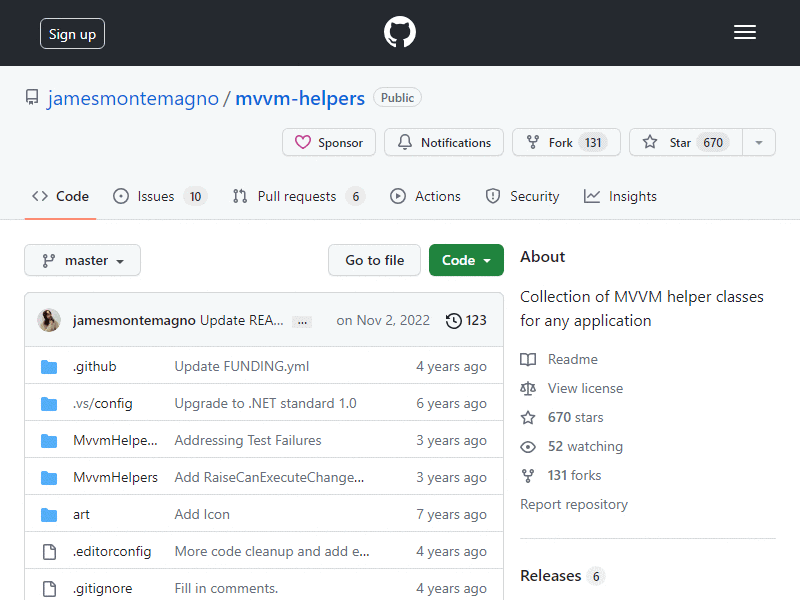 Sign up
jamesmontemagno / mvvm-helpers Public
Sponsor Notifications Fork 131 Star 670
Code Issues 10 Pull requests 6 Actions Security Insights
master Go to file Code
jamesmontemagno Update REA... ... on Nov 2, 2022 123
.github Update FUNDING.yml 4 years ago
.vs/config Upgrade to .NET standard 1.0 6 years ago
MvvmHelpe... Addressing Test Failures 3 years ago
MvvmHelpers Add RaiseCanExecuteChange... 3 years ago
art Add Icon 7 years ago
.editorconfig More code cleanup and add e... 4 years ago
.gitignore Fill in comments. 4 years ago
About
Collection of MVVM helper classes
for any application
Readme
View license
670 stars
52 watching
131 forks
Report repository
Releases 6